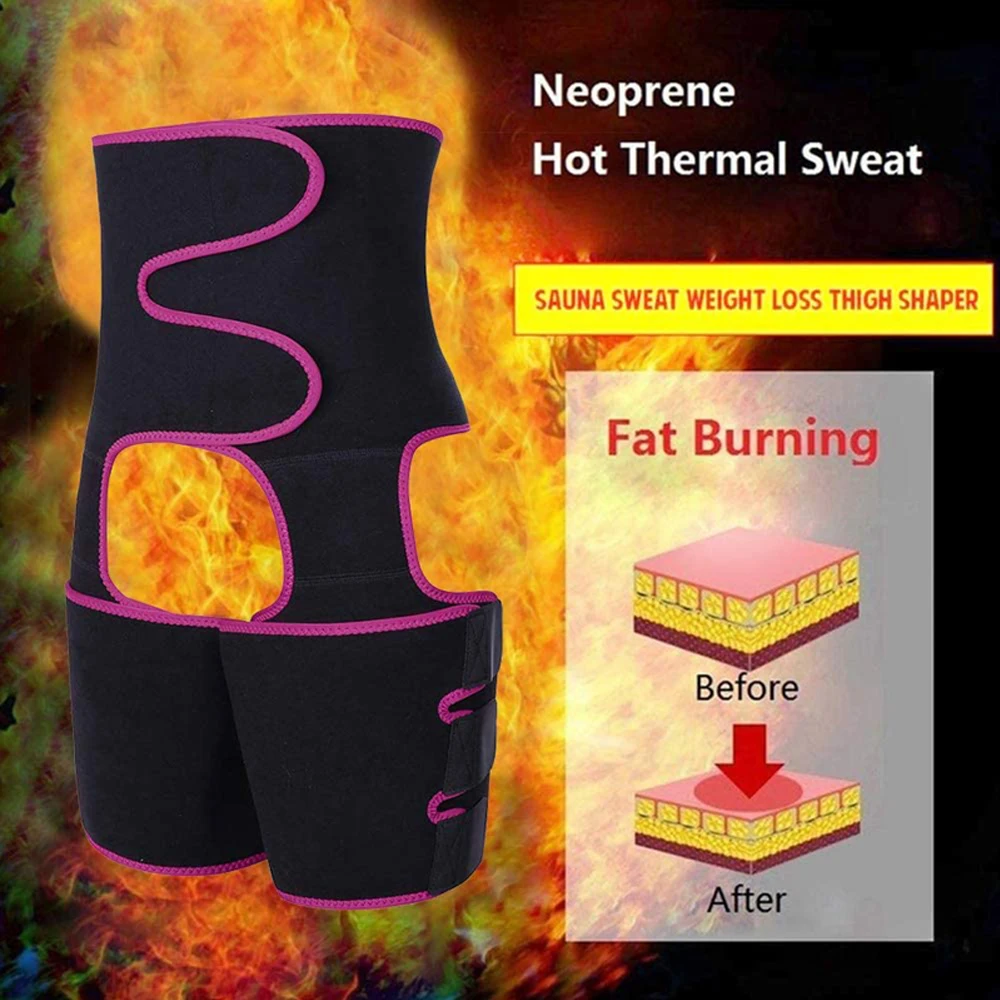 Neoprene
Hot Thermal Sweat
SAUNA SWEAT WEIGHT LOSS THIGH SHAPER
Fat Burning
Before
After